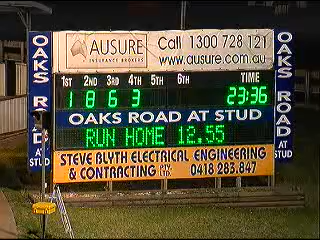 AUSURE Call 1300 728 121
INSURANCE BROKERS www.ausure.com.au
1ST 2ND 3RD 4TH 5TH 6TH TIME
1 8 6 3 23:36
OAKS ROAD AT STUD
RUN HOME 12.55
STEVE BLYTH ELECTRICAL ENGINEERING
& CONTRACTING PTY. LTD. 0418 283.847
OAKS ROAD AT STUD
OAKS ROAD AT STUD